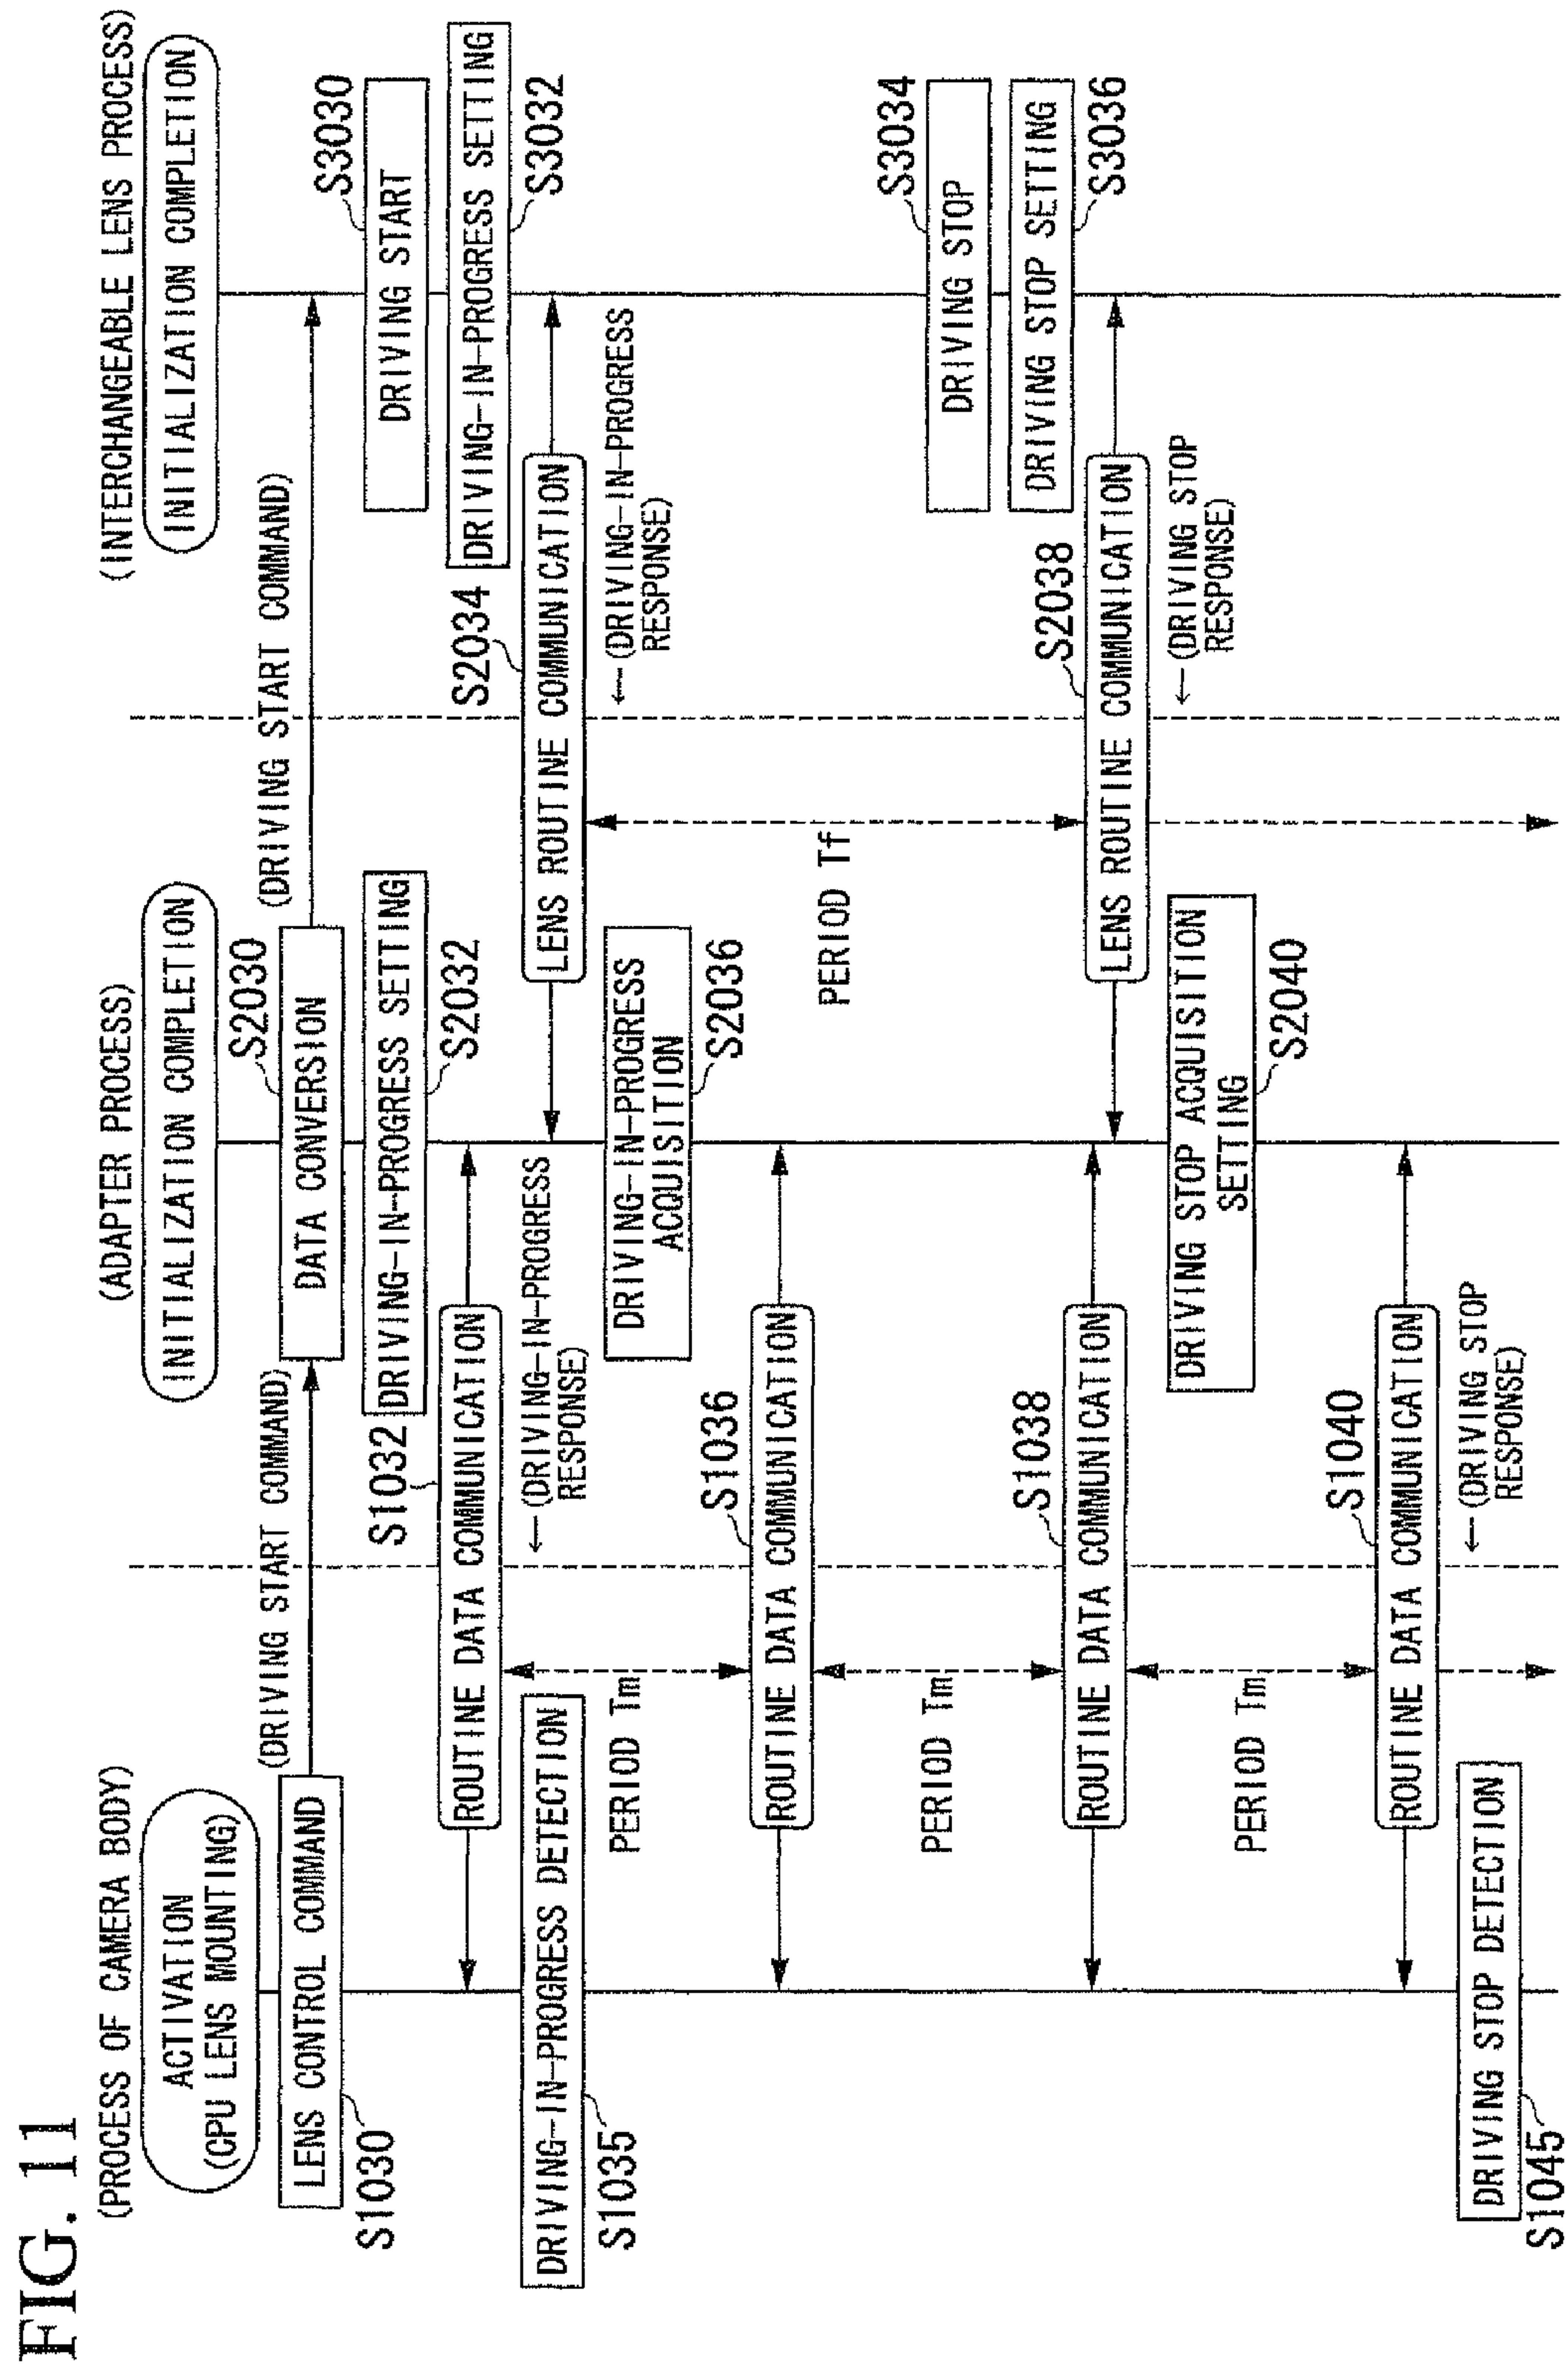 FIG. 11
(PROCESS OF CAMERA BODY)
(ADAPTER PROCESS)
(INTERCHANGEABLE LENS PROCESS)
ACTIVATION
(CPU LENS MOUNTING)
INITIALIZATION COMPLETION
INITIALIZATION COMPLETION
S2030
(DRIVING START COMMAND)
(DRIVING START COMMAND)
LENS CONTROL COMMAND
DATA CONVERSION
S1030
S3030
DRIVING-IN-PROGRESS SETTING
DRIVING START
S1032
S2032
DRIVING-IN-PROGRESS SETTING
S2034
S3032
ROUTINE DATA COMMUNICATION
LENS ROUTINE COMMUNICATION
←(DRIVING-IN-PROGRESS
RESPONSE)
DRIVING-IN-PROGRESS DETECTION
S1035
←(DRIVING-IN-PROGRESS
RESPONSE)
PERIOD Tm
DRIVING-IN-PROGRESS
ACQUISITION
S2036
S1036
ROUTINE DATA COMMUNICATION
PERIOD Tf
PERIOD Tm
S3034
DRIVING STOP
S1038
S2038
DRIVING STOP SETTING
S3036
ROUTINE DATA COMMUNICATION
LENS ROUTINE COMMUNICATION
←(DRIVING STOP
RESPONSE)
PERIOD Tm
DRIVING STOP ACQUISITION
SETTING
S2040
S1040
ROUTINE DATA COMMUNICATION
←(DRIVING STOP
RESPONSE)
DRIVING STOP DETECTION
S1045